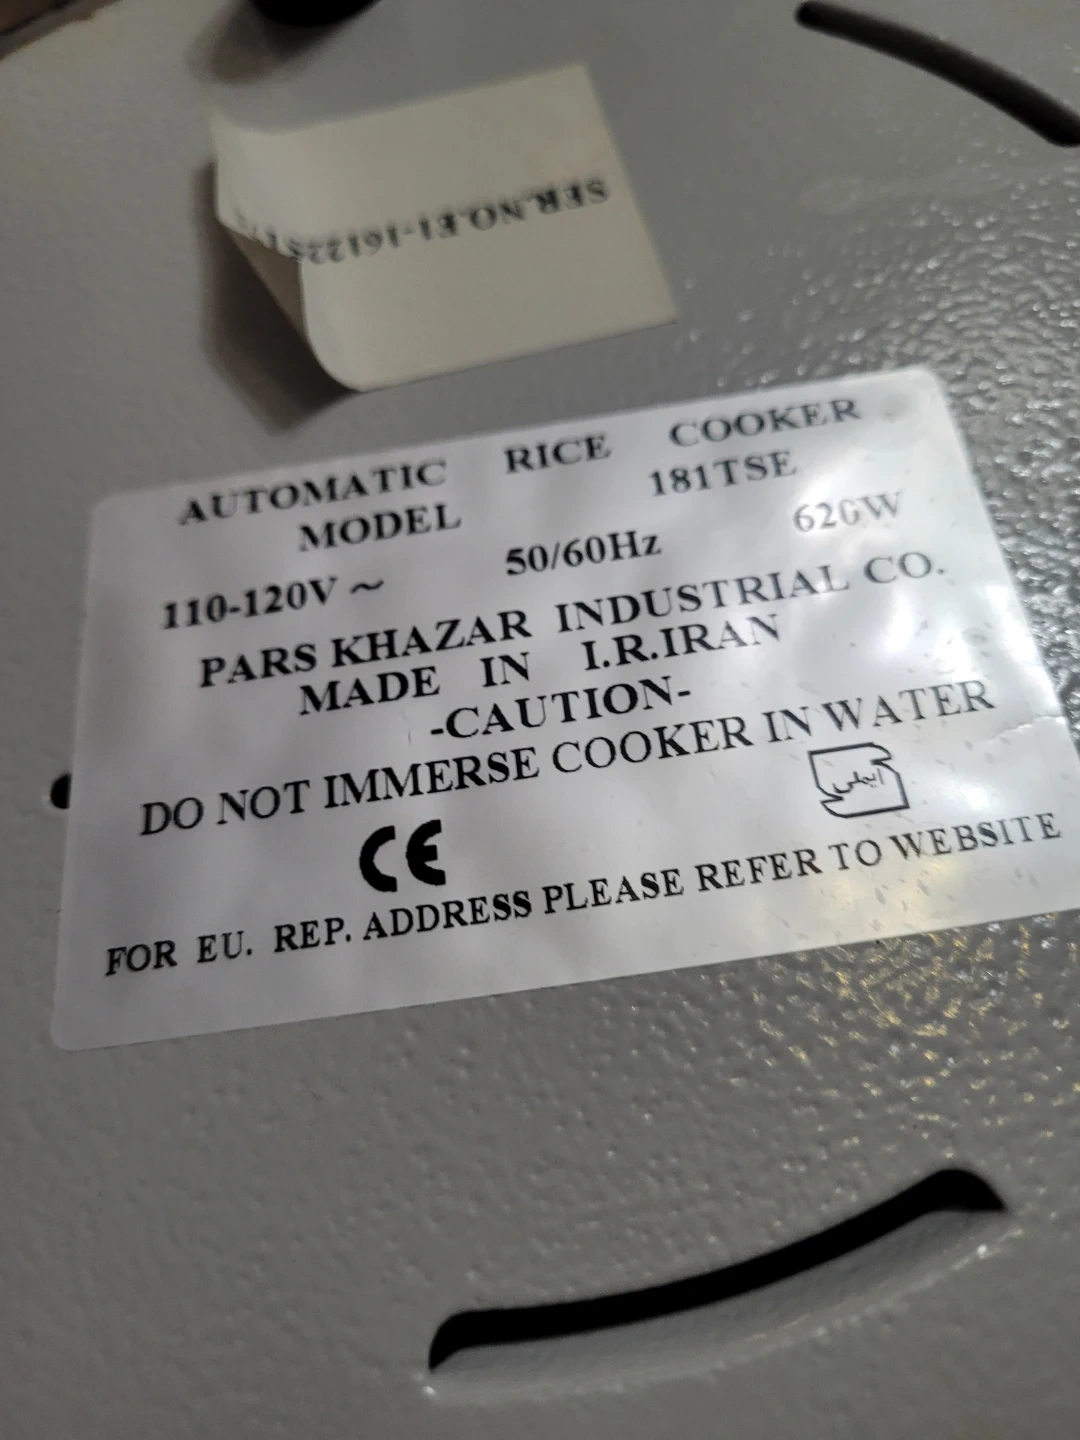 SER.NO.E1-161225
AUTOMATIC RICE COOKER
MODEL 181TSE
110-120V ~ 50/60Hz 620W
PARS KHAZAR INDUSTRIAL CO.
MADE IN I.R.IRAN
-CAUTION-
DO NOT IMMERSE COOKER IN WATER
CE
FOR EU. REP. ADDRESS PLEASE REFER TO WEBSITE